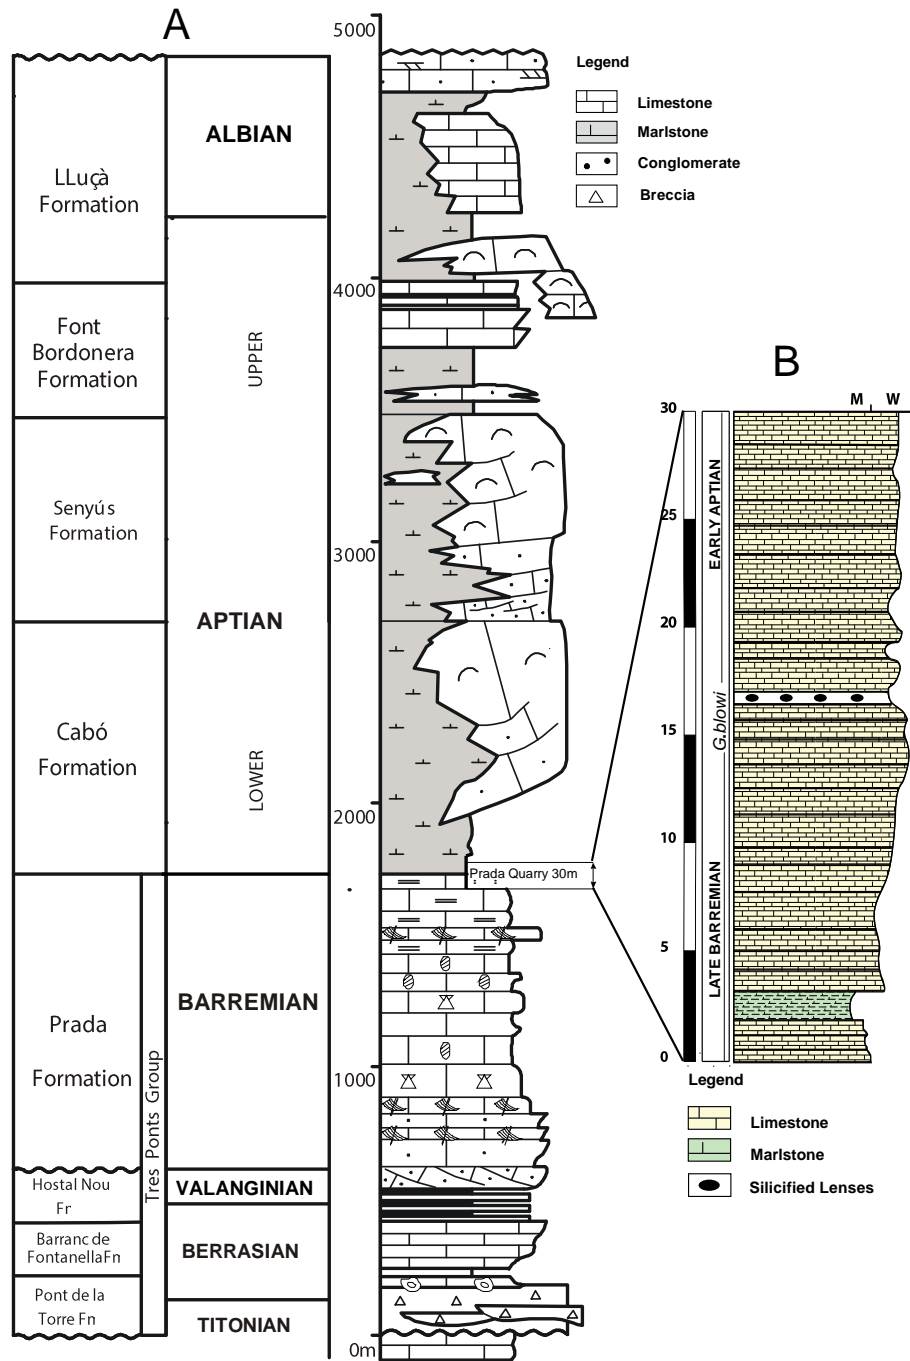 A
5000
Legend
Limestone
Marlstone
Conglomerate
Breccia
ALBIAN
LLuçà
Formation
4000
Font
Bordonera
Formation
UPPER
Senyús
Formation
3000
APTIAN
Cabó
Formation
LOWER
2000
Prada Quarry 30m
BARREMIAN
Prada
Formation
Tres Ponts Group
1000
Hostal Nou
Fr
VALANGINIAN
Barranc de
FontanellaFn
BERRASIAN
Pont de la
Torre Fn
TITONIAN
0m
B
M W
30
25
20
15
10
5
0
EARLY APTIAN
G.blowi
LATE BARREMIAN
Legend
Limestone
Marlstone
Silicified Lenses